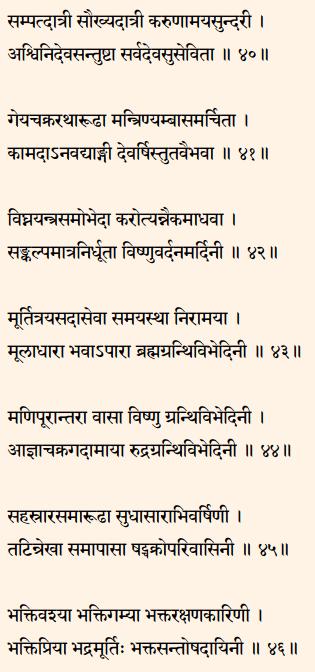 सम्पत्दात्री सौख्यदात्री करुणामयसुन्दरी ।
अश्विनिदेवसन्तुष्टा सर्वदेवसुसेविता ॥ ४०॥
गेयचक्ररथारूढा मन्त्रिण्यम्बासमर्चिता ।
कामदाऽनवद्याङ्गी देवर्षिस्तुतवैभवा ॥ ४१॥
विघ्नयन्त्रसमोभेदा करोत्यन्नैकमाधवा ।
सङ्कल्पमात्रनिर्धूता विष्णुवर्दनमर्दिनी ॥ ४२॥
मूर्तित्रयसदासेवा समयस्था निरामया ।
मूलाधारा भवाऽपारा ब्रह्मग्रन्थिविभेदिनी ॥ ४३॥
मणिपूरान्तरा वासा विष्णु ग्रन्थिविभेदिनी ।
आज्ञाचक्रगदामाया रुद्रग्रन्थिविभेदिनी ॥ ४४॥
सहस्रारसमारूढा सुधासाराभिवर्षिणी ।
तटिन्रेखा समापासा षङ्क्रोपरिवासिनी ॥ ४५॥
भक्तिवश्या भक्तिगम्या भक्तरक्षणकारिणी ।
भक्तिप्रिया भद्रमूर्तिः भक्तसन्तोषदायिनी ॥ ४६॥